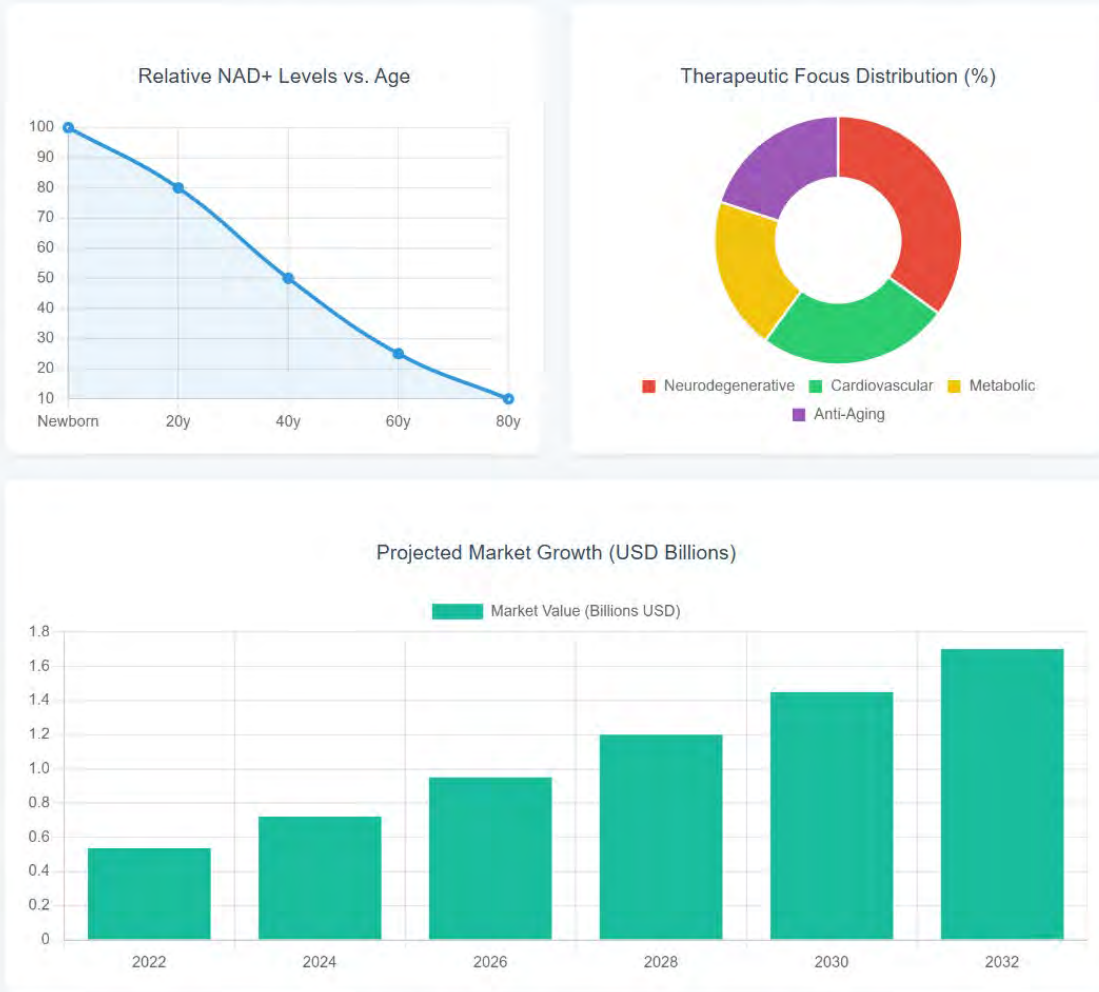 Relative NAD+ Levels vs. Age
100
90
80
70
60
50
40
30
20
10
Newborn 20y 40y 60y 80y
Therapeutic Focus Distribution (%)
Neurodegenerative Cardiovascular Metabolic
Anti-Aging
Projected Market Growth (USD Billions)
Market Value (Billions USD)
1.8
1.6
1.4
1.2
1.0
0.8
0.6
0.4
0.2
0
2022 2024 2026 2028 2030 2032